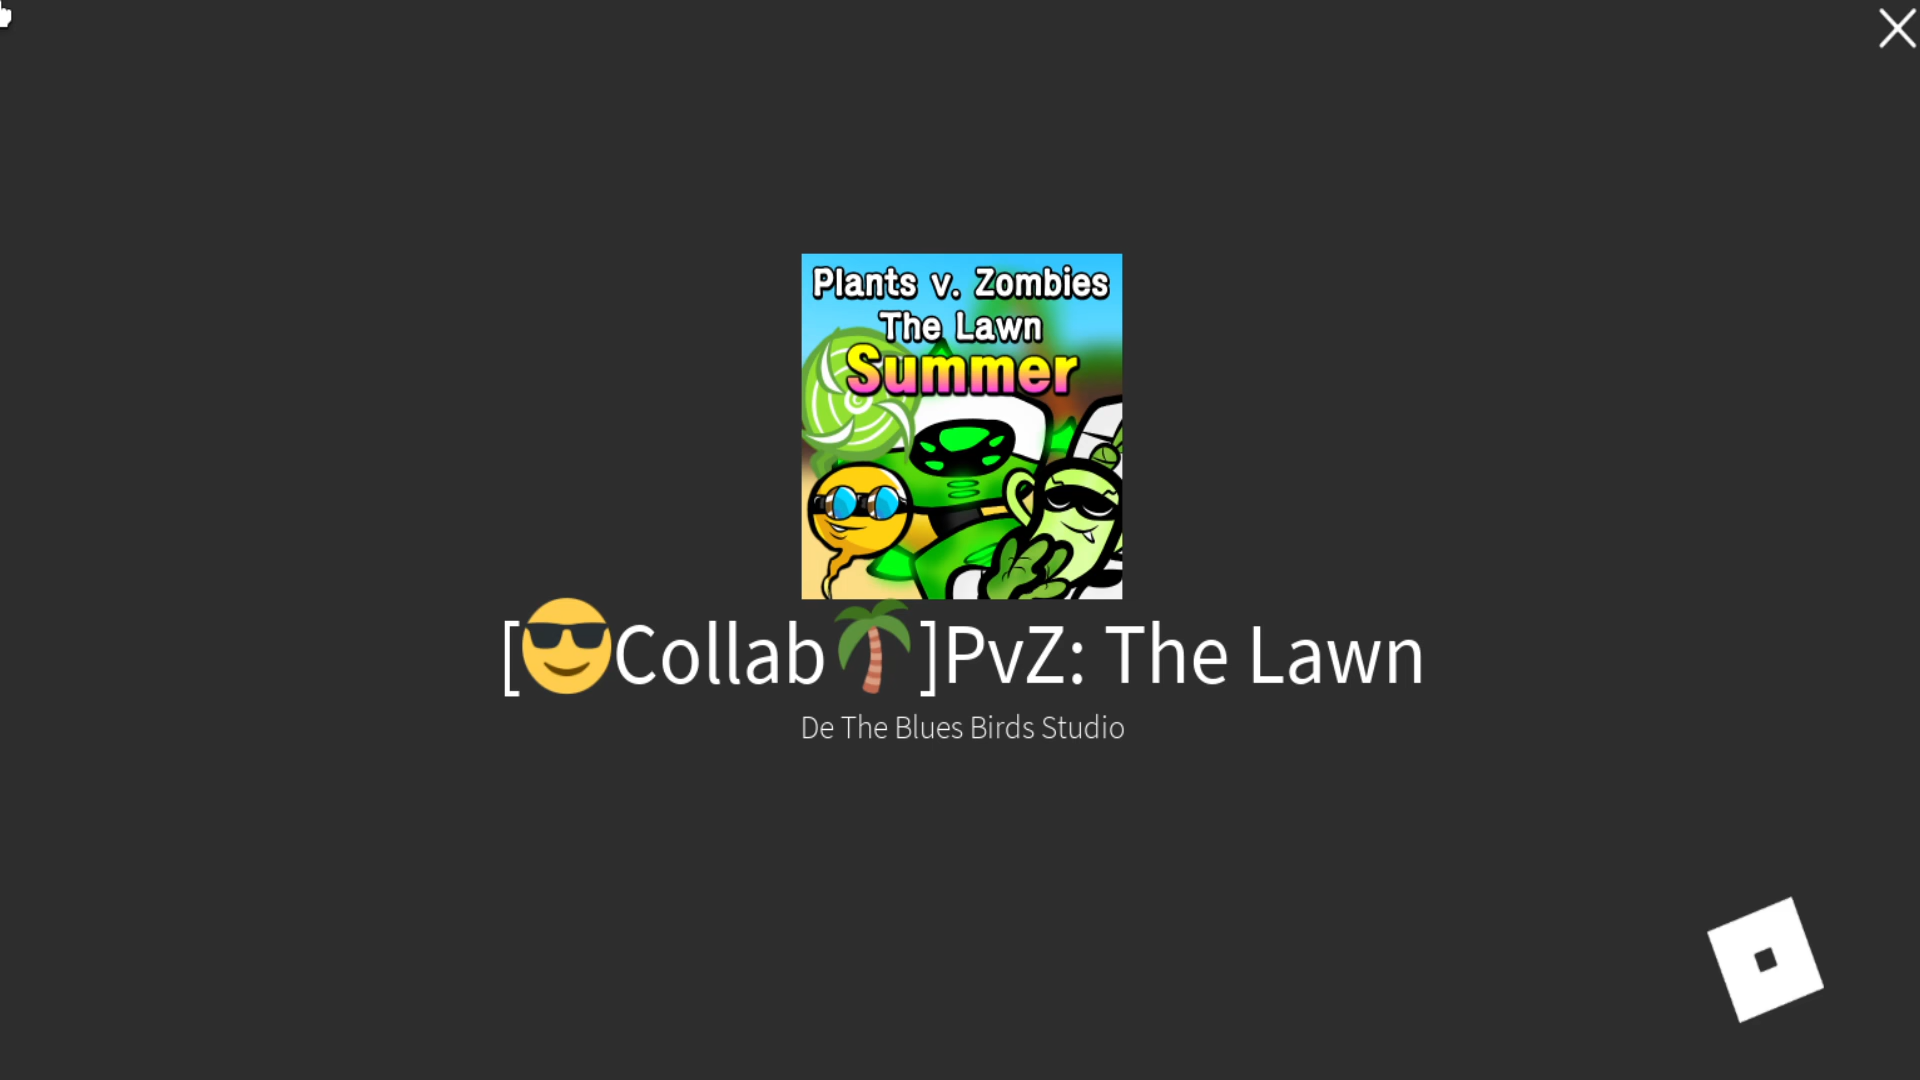 Plants v. Zombies
The Lawn
Summer
[😎Collab🌴]PvZ: The Lawn
De The Blues Birds Studio